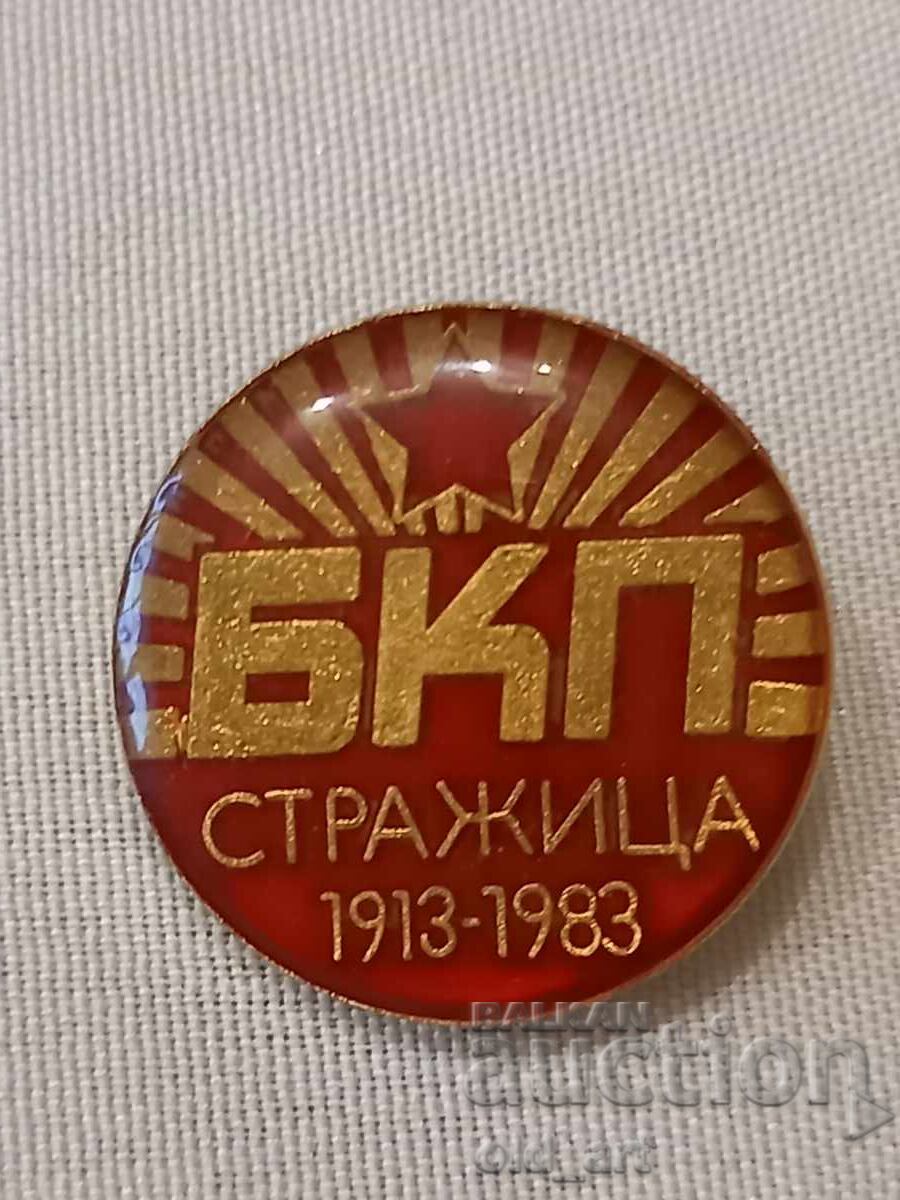 БКП
СТРАЖИЦА
1913-1983
BALKAN
auction
old_art